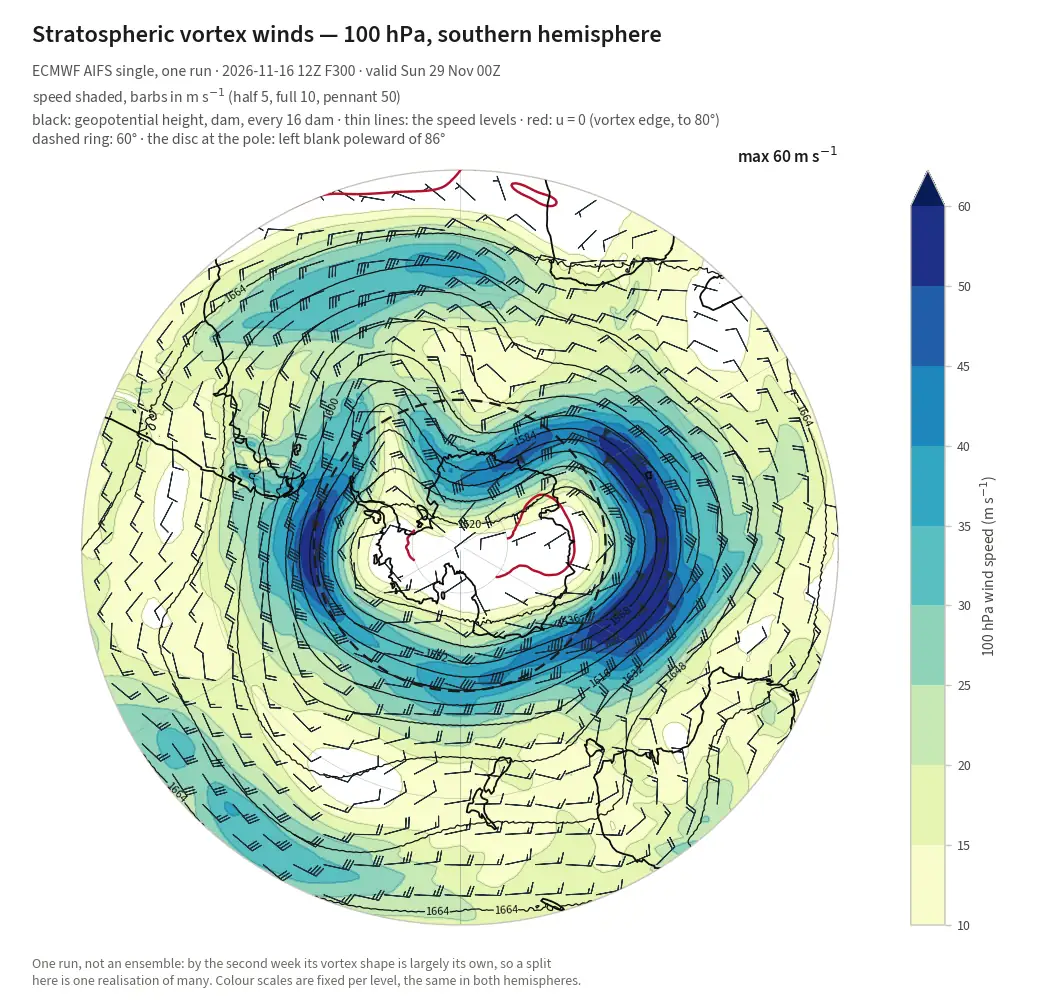 Stratospheric vortex winds — 100 hPa, southern hemisphere
ECMWF AIFS single, one run · 2026-11-16 12Z F300 · valid Sun 29 Nov 00Z
speed shaded, barbs in m s⁻¹ (half 5, full 10, pennant 50)
black: geopotential height, dam, every 16 dam · thin lines: the speed levels · red: u = 0 (vortex edge, to 80°)
dashed ring: 60° · the disc at the pole: left blank poleward of 86°
max 60 m s⁻¹
60
50
45
40
35
30
25
20
15
10
100 hPa wind speed (m s⁻¹)
1664
1664
1600
1584
1520
1536
1568
1616
1632
1648
1664
1664
1664
One run, not an ensemble: by the second week its vortex shape is largely its own, so a split
here is one realisation of many. Colour scales are fixed per level, the same in both hemispheres.